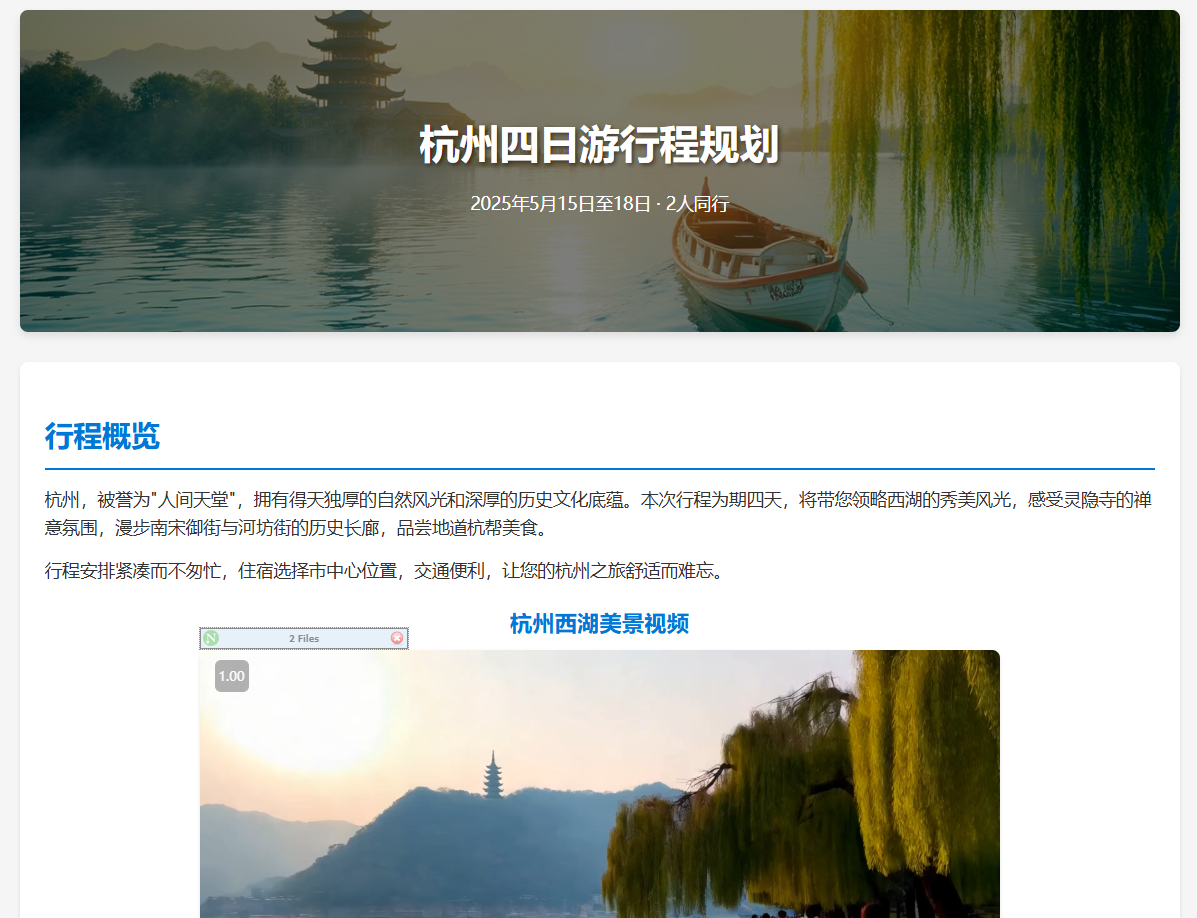 杭州四日游行程规划
2025年5月15日至18日 · 2人同行
行程概览
杭州，被誉为"人间天堂"，拥有得天独厚的自然风光和深厚的历史文化底蕴。本次行程为期四天，将带您领略西湖的秀美风光，感受灵隐寺的禅
意氛围，漫步南宋御街与河坊街的历史长廊，品尝地道杭帮美食。
行程安排紧凑而不匆忙，住宿选择市中心位置，交通便利，让您的杭州之旅舒适而难忘。
杭州西湖美景视频
2 Files
1.00